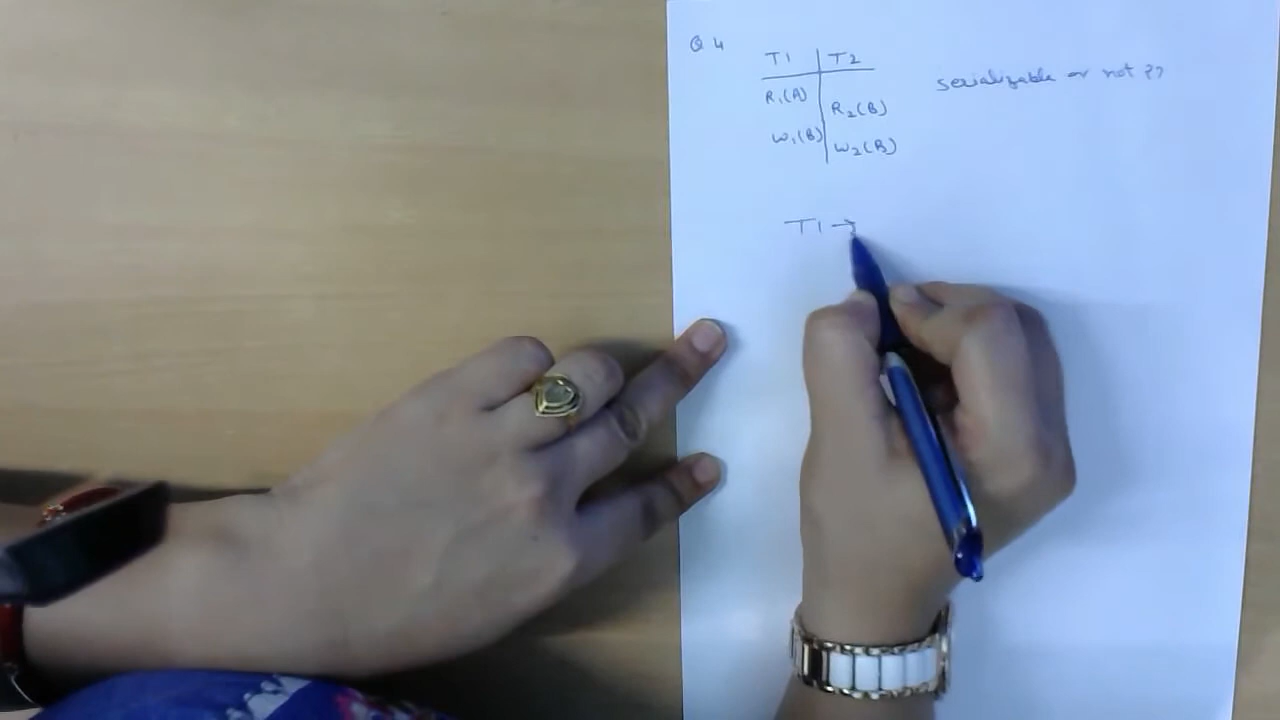 Q 4
T1 T2
serializable or not ??
R₁(A)
R₂(B)
W₁(B)
W₂(B)
T1 →